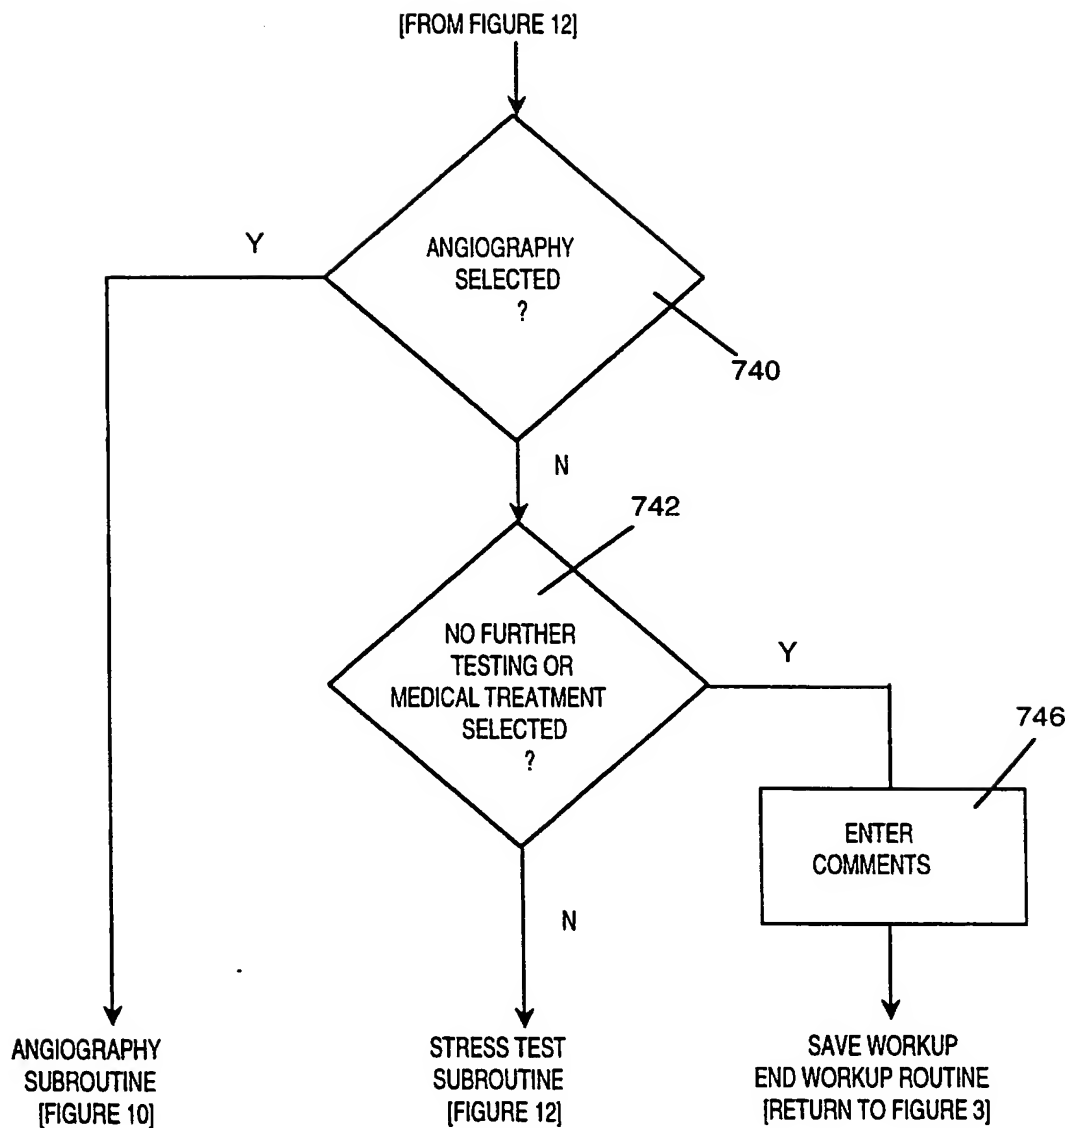 [FROM FIGURE 12]
Y
ANGIOGRAPHY
SELECTED
?
740
N
742
NO FURTHER
TESTING OR
MEDICAL TREATMENT
SELECTED
?
Y
746
ENTER
COMMENTS
N
ANGIOGRAPHY
SUBROUTINE
[FIGURE 10]
STRESS TEST
SUBROUTINE
[FIGURE 12]
SAVE WORKUP
END WORKUP ROUTINE
[RETURN TO FIGURE 3]